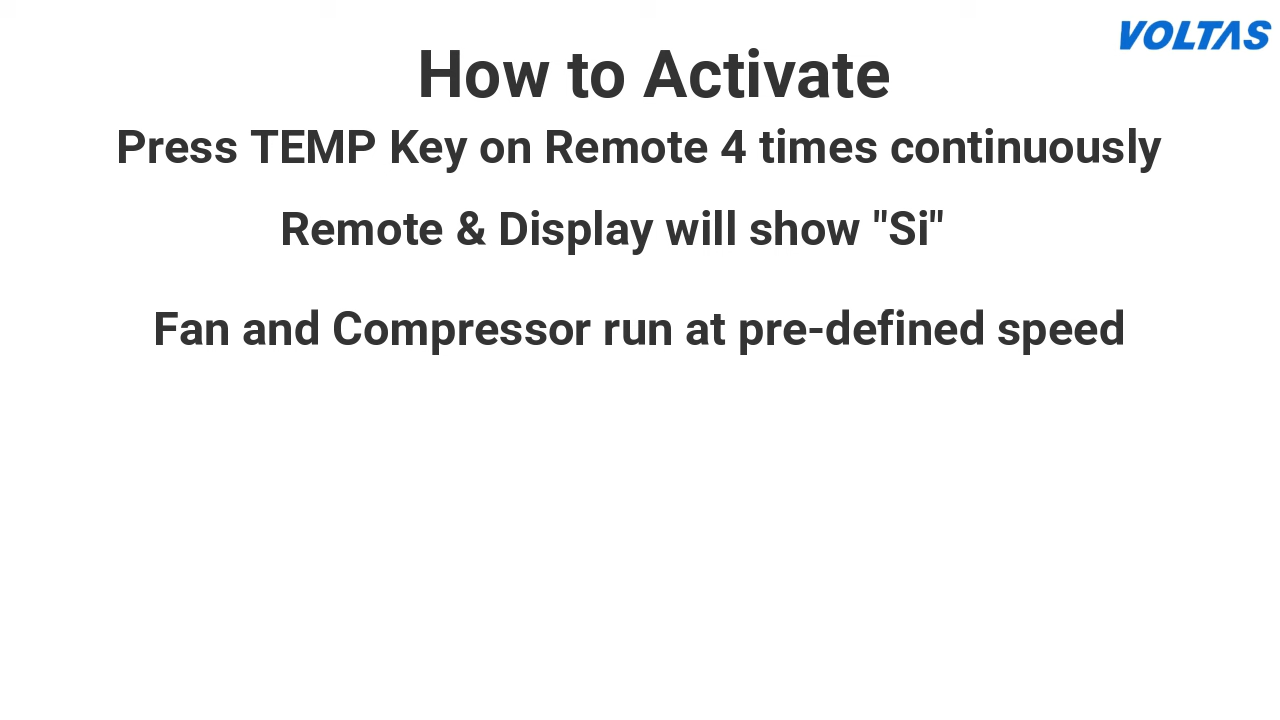 VOLTAS
How to Activate
Press TEMP Key on Remote 4 times continuously
Remote & Display will show "Si"
Fan and Compressor run at pre-defined speed